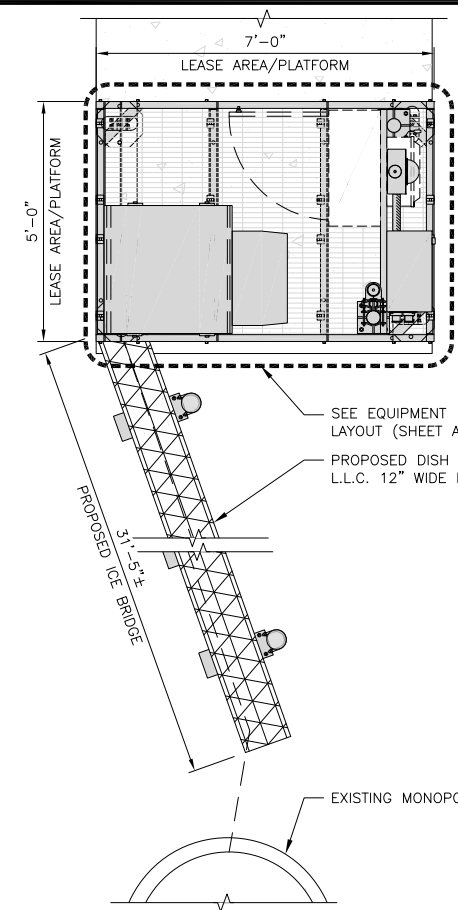 7'-0"
LEASE AREA/PLATFORM
5'-0"
LEASE AREA/PLATFORM
SEE EQUIPMENT
LAYOUT (SHEET A
PROPOSED DISH
L.L.C. 12" WIDE
31'-5"±
PROPOSED ICE BRIDGE
EXISTING MONOPO